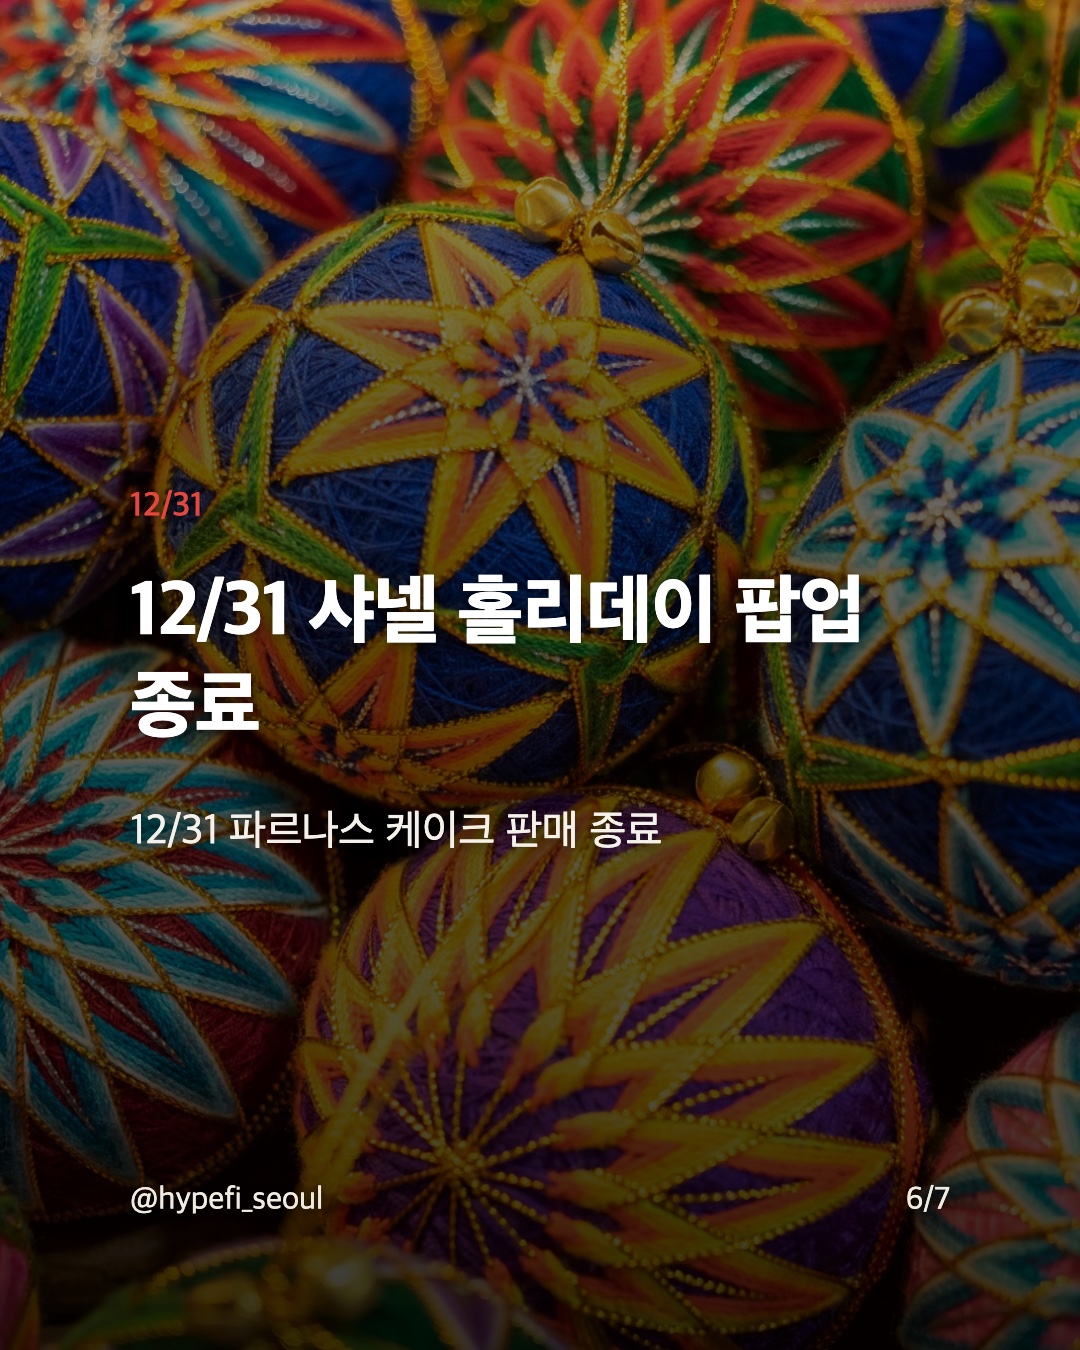 12/31
12/31 샤넬 홀리데이 팝업
종료
12/31 파르나스 케이크 판매 종료
@hypefi_seoul
6/7